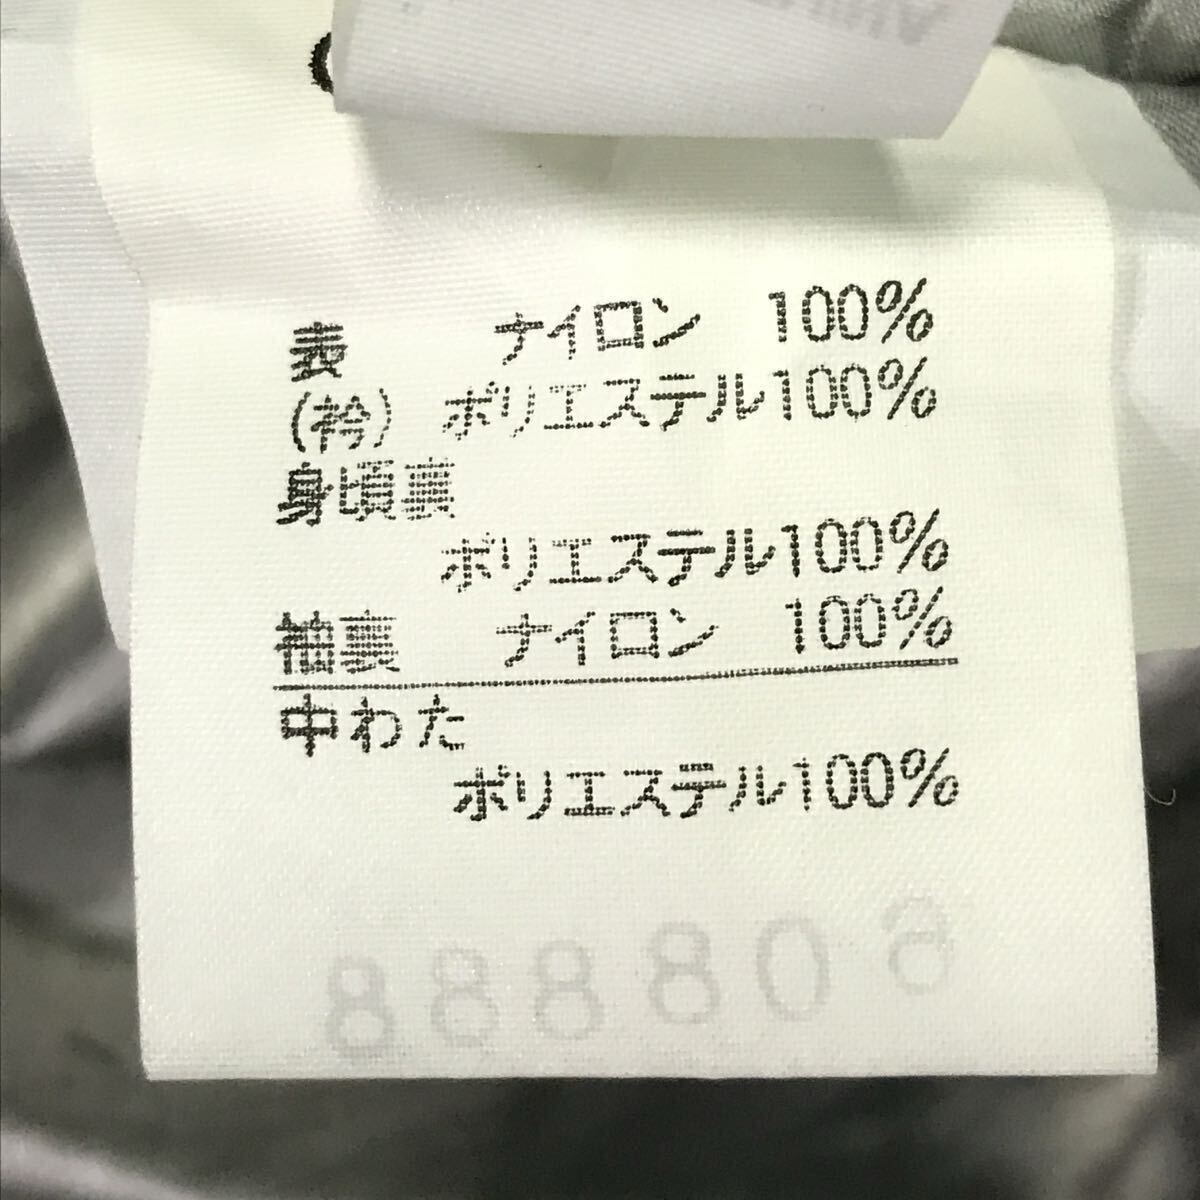 表 ナイロン 100%
(衿) ポリエステル100%
身頃裏
ポリエステル100%
袖裏 ナイロン 100%
中わた
ポリエステル100%